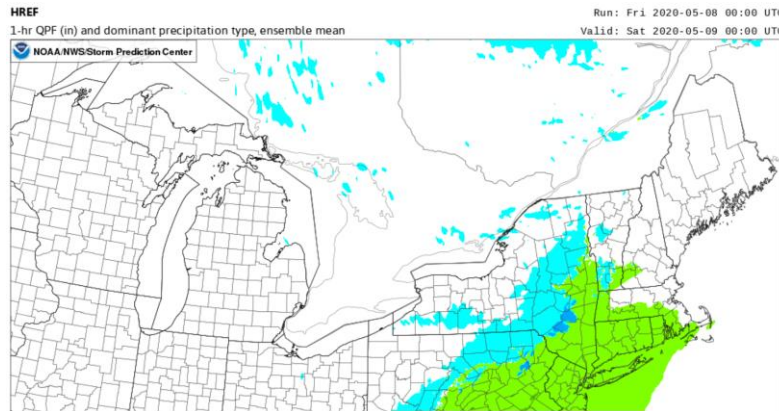 HREF
Run: Fri 2020-05-08 00:00 UTC
1-hr QPF (in) and dominant precipitation type, ensemble mean
Valid: Sat 2020-05-09 00:00 UTC
NOAA/NWS/Storm Prediction Center